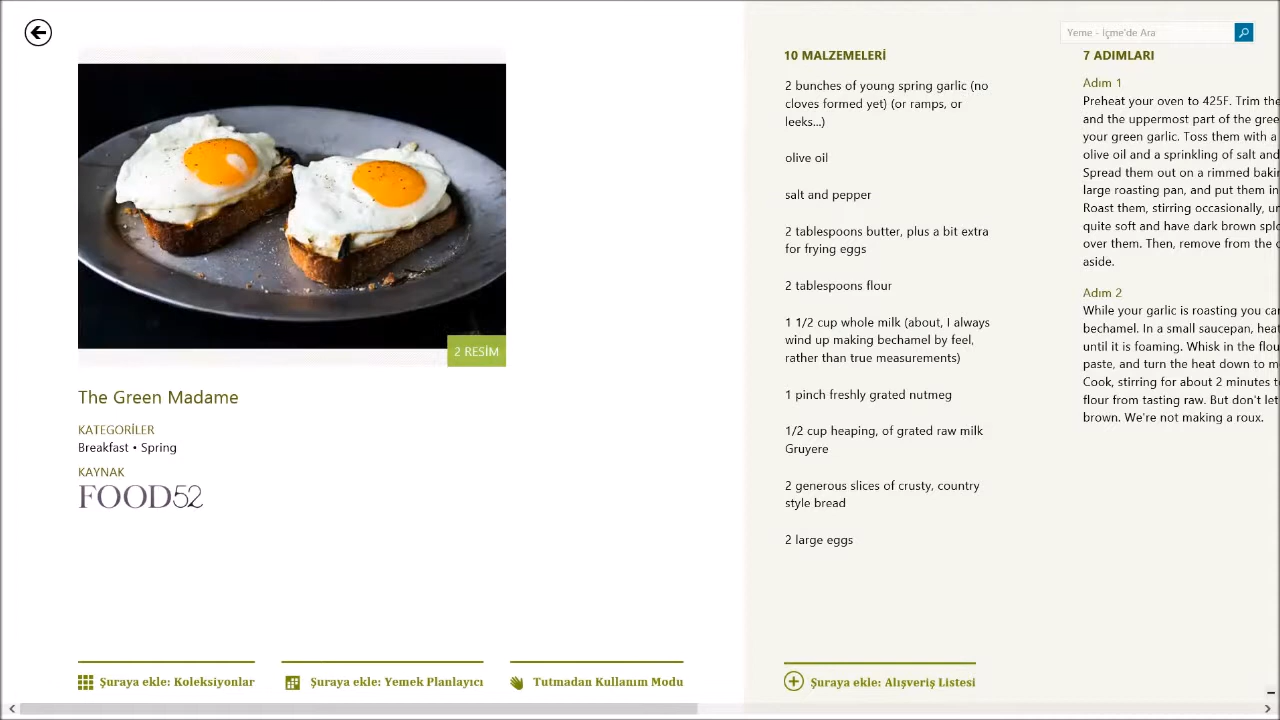 Yeme - İçme'de Ara
2 RESİM
The Green Madame
KATEGORİLER
Breakfast • Spring
KAYNAK
FOOD52
Şuraya ekle: Koleksiyonlar
Şuraya ekle: Yemek Planlayıcı
Tutmadan Kullanım Modu
10 MALZEMELERİ
2 bunches of young spring garlic (no
cloves formed yet) (or ramps, or
leeks...)
olive oil
salt and pepper
2 tablespoons butter, plus a bit extra
for frying eggs
2 tablespoons flour
1 1/2 cup whole milk (about, I always
wind up making bechamel by feel,
rather than true measurements)
1 pinch freshly grated nutmeg
1/2 cup heaping, of grated raw milk
Gruyere
2 generous slices of crusty, country
style bread
2 large eggs
Şuraya ekle: Alışveriş Listesi
7 ADIMLARI
Adım 1
Preheat your oven to 425F. Trim the
and the uppermost part of the gree
your green garlic. Toss them with a
olive oil and a sprinkling of salt and
Spread them out on a rimmed bakin
large roasting pan, and put them in
Roast them, stirring occasionally, un
quite soft and have dark brown splo
over them. Then, remove from the o
aside.
Adım 2
While your garlic is roasting you can
bechamel. In a small saucepan, heat
until it is foaming. Whisk in the flou
paste, and turn the heat down to m
Cook, stirring for about 2 minutes t
flour from tasting raw. But don't let
brown. We're not making a roux.